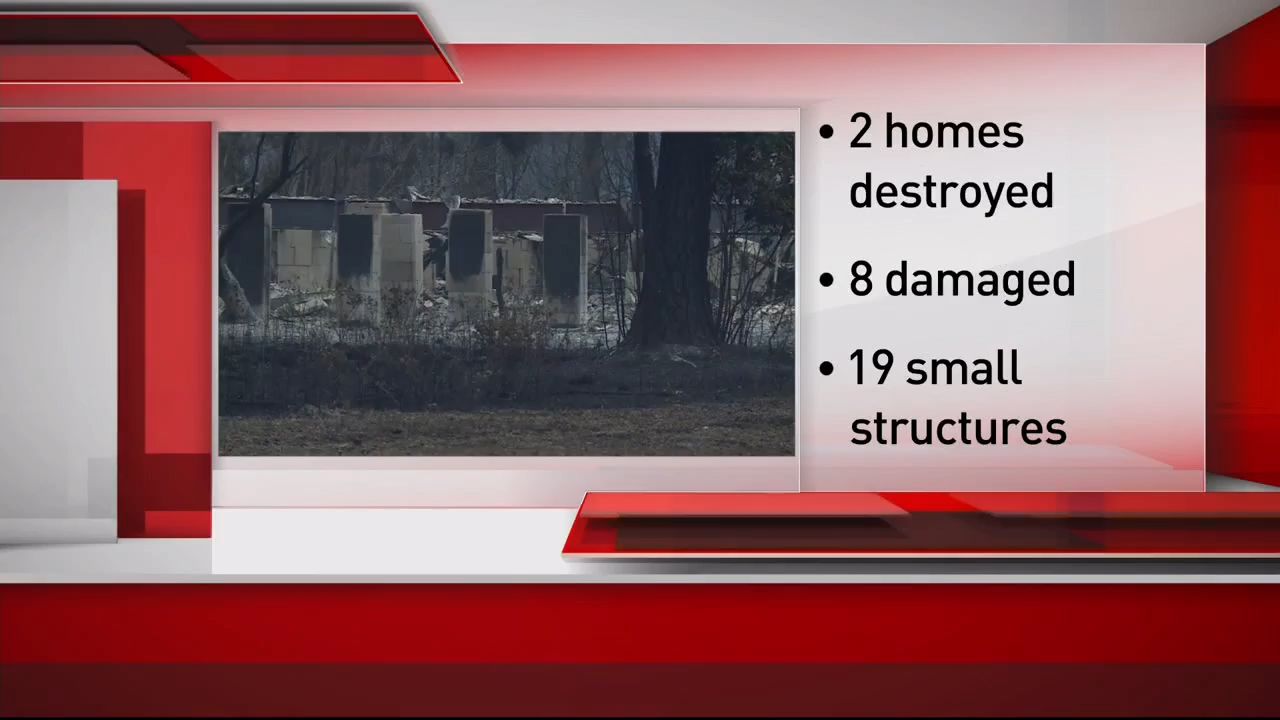 • 2 homes
destroyed
• 8 damaged
• 19 small
structures